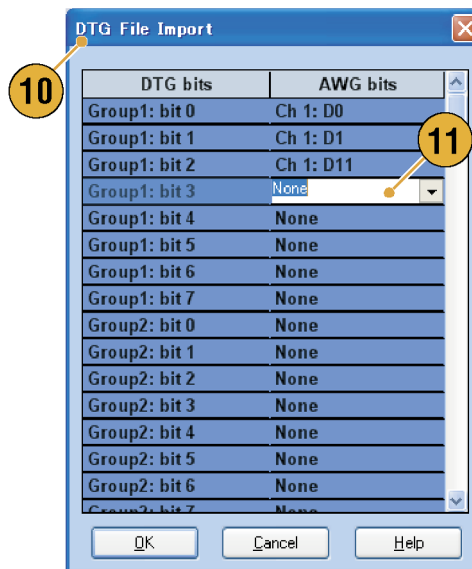 DTG File Import
10
DTG bits AWG bits
Group1: bit 0 Ch 1: D0
Group1: bit 1 Ch 1: D1
11
Group1: bit 2 Ch 1: D11
Group1: bit 3 None
Group1: bit 4 None
Group1: bit 5 None
Group1: bit 6 None
Group1: bit 7 None
Group2: bit 0 None
Group2: bit 1 None
Group2: bit 2 None
Group2: bit 3 None
Group2: bit 4 None
Group2: bit 5 None
Group2: bit 6 None
Group2: bit 7 None
OK Cancel Help